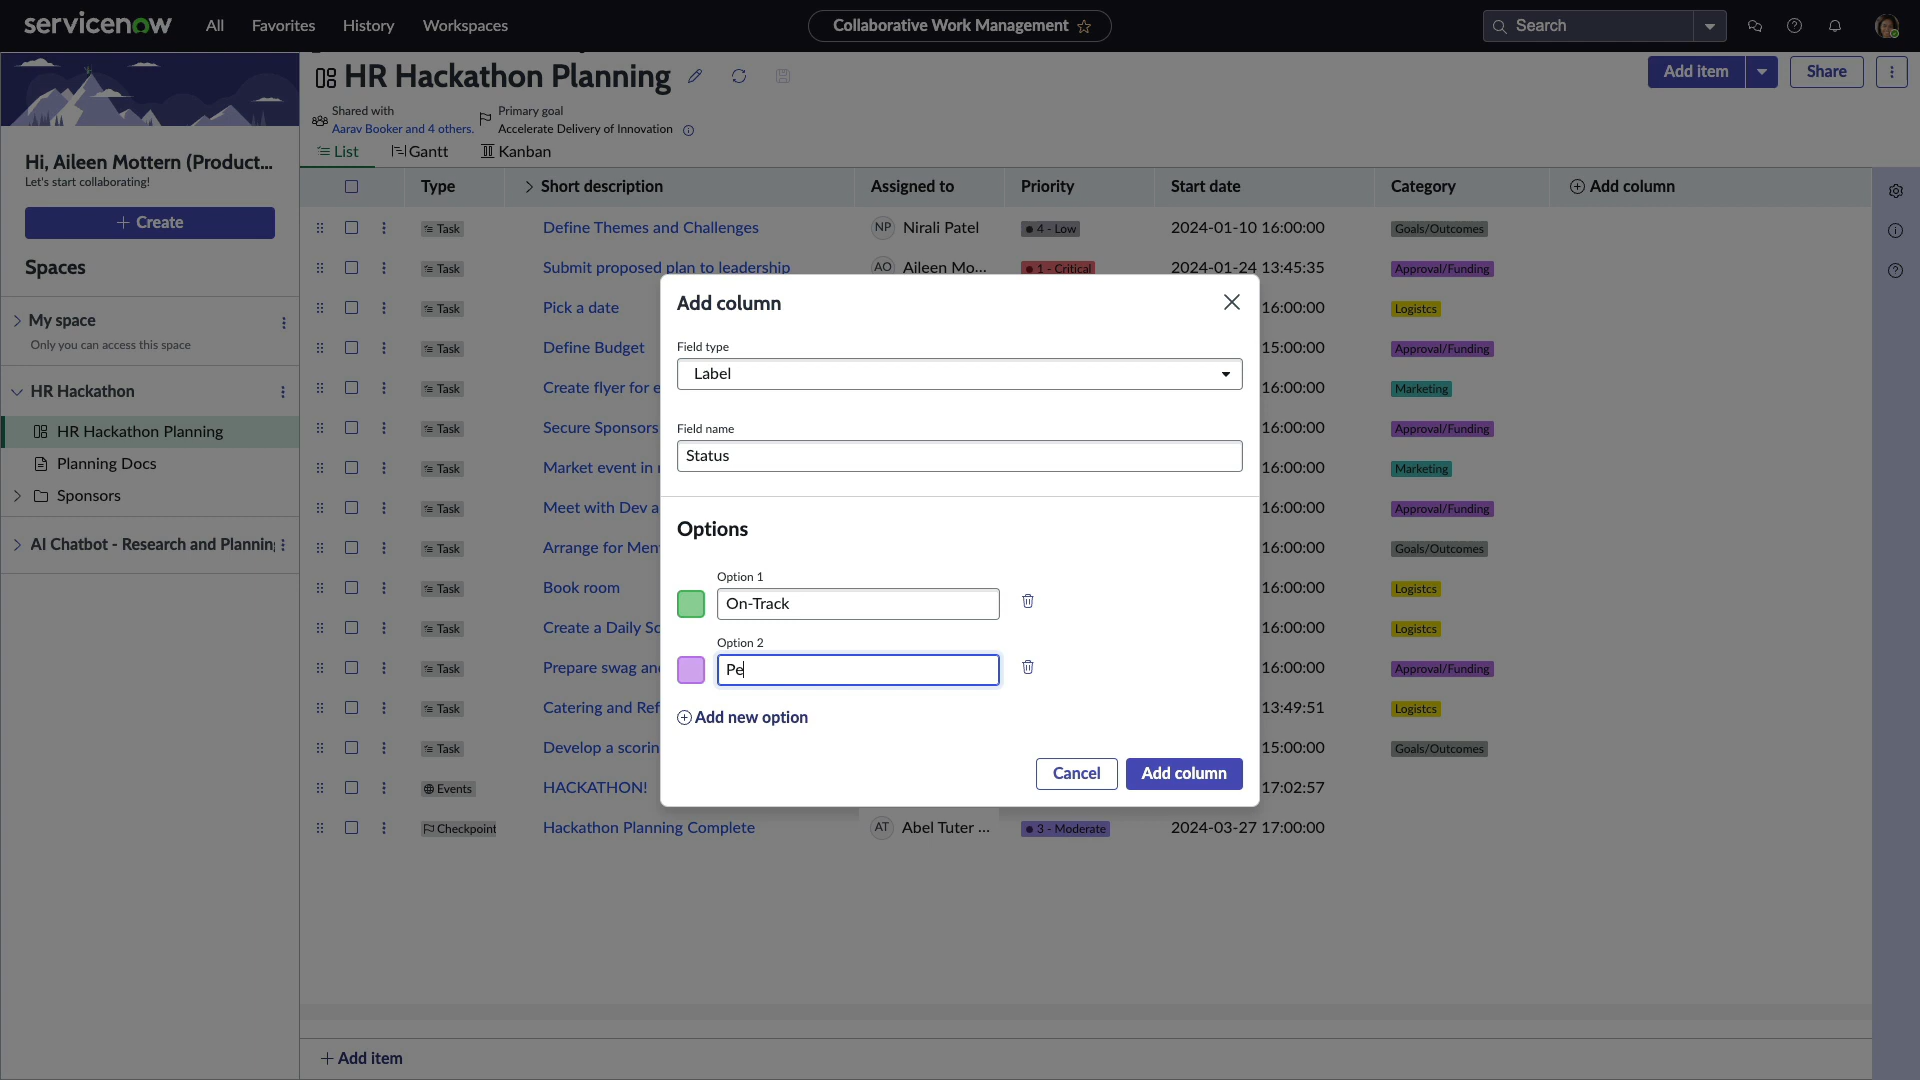 servicenow All Favorites History Workspaces Collaborative Work Management Search
HR Hackathon Planning Add item Share
Shared with
Aarav Booker and 4 others.
Primary goal
Accelerate Delivery of Innovation
List Gantt Kanban
Hi, Aileen Mottern (Product...
Let's start collaborating!
+ Create
Spaces
My space
Only you can access this space
HR Hackathon
HR Hackathon Planning
Planning Docs
Sponsors
AI Chatbot - Research and Planning
Type Short description Assigned to Priority Start date Category Add column
Task Define Themes and Challenges NP Nirali Patel 4 - Low 2024-01-10 16:00:00 Goals/Outcomes
Task Submit proposed plan to leadership AO Aileen Mo... 1 - Critical 2024-01-24 13:45:35 Approval/Funding
Task Pick a date 16:00:00 Logistcs
Task Define Budget 15:00:00 Approval/Funding
Task Create flyer for e 16:00:00 Marketing
Task Secure Sponsors 16:00:00 Approval/Funding
Task Market event in 16:00:00 Marketing
Task Meet with Dev a 16:00:00 Approval/Funding
Task Arrange for Men 16:00:00 Goals/Outcomes
Task Book room 16:00:00 Logistcs
Task Create a Daily Sc 16:00:00 Logistcs
Task Prepare swag an 16:00:00 Approval/Funding
Task Catering and Ref 13:49:51 Logistcs
Task Develop a scorin 15:00:00 Goals/Outcomes
Events HACKATHON! 17:02:57
Checkpoint Hackathon Planning Complete AT Abel Tuter ... 3 - Moderate 2024-03-27 17:00:00
+ Add item
Add column
Field type
Label
Field name
Status
Options
Option 1
On-Track
Option 2
Pe
Add new option
Cancel Add column